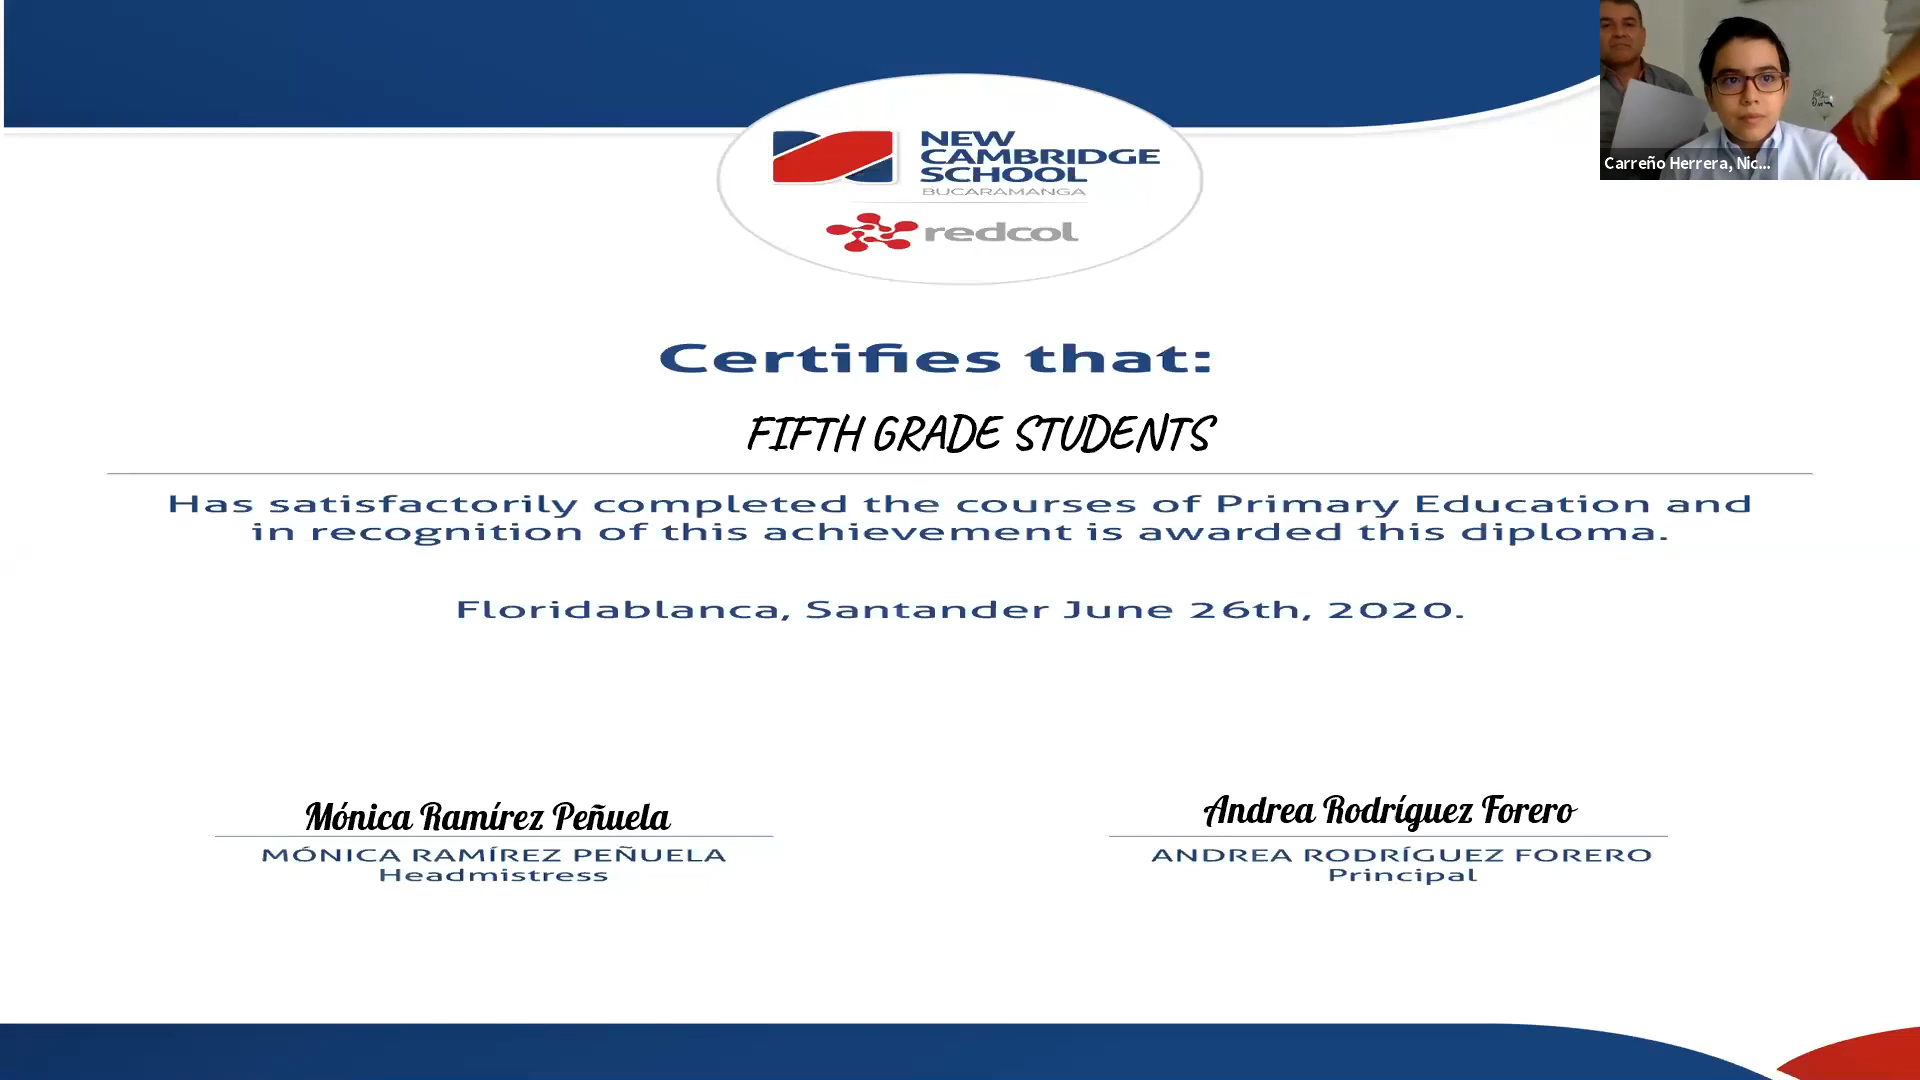 NEW
CAMBRIDGE
SCHOOL
BUCARAMANGA
redcol
Carreño Herrera, Nic...
Certifies that:
FIFTH GRADE STUDENTS
Has satisfactorily completed the courses of Primary Education and
in recognition of this achievement is awarded this diploma.
Floridablanca, Santander June 26th, 2020.
Mónica Ramírez Peñuela
MÓNICA RAMÍREZ PEÑUELA
Headmistress
Andrea Rodríguez Forero
ANDREA RODRÍGUEZ FORERO
Principal